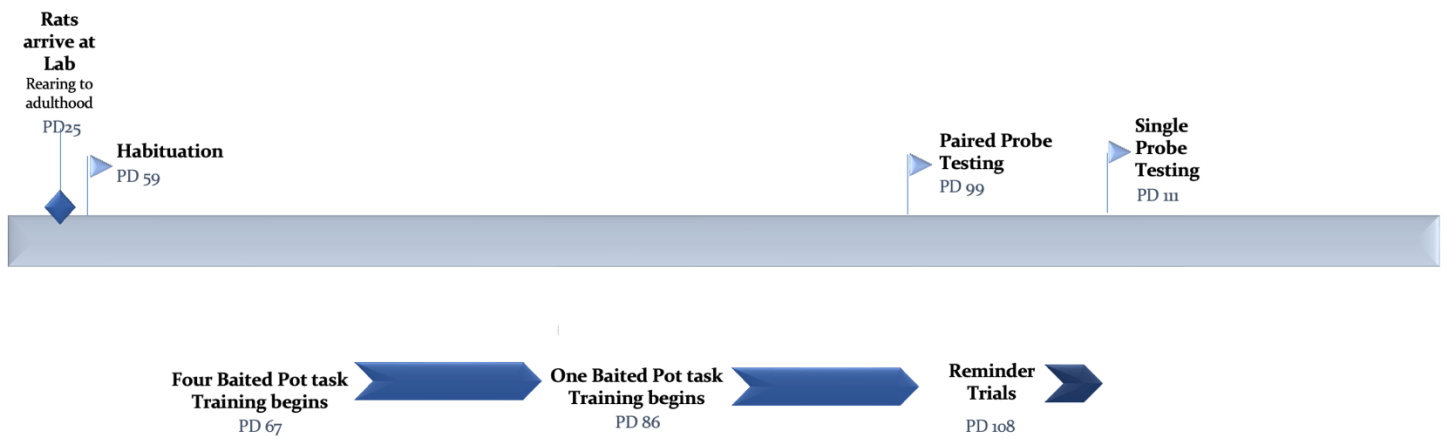 Rats
arrive at
Lab
Rearing to
adulthood
PD25
Habituation
PD 59
Paired Probe
Testing
PD 99
Single
Probe
Testing
PD 111
Four Baited Pot task
Training begins
PD 67
One Baited Pot task
Training begins
PD 86
Reminder
Trials
PD 108